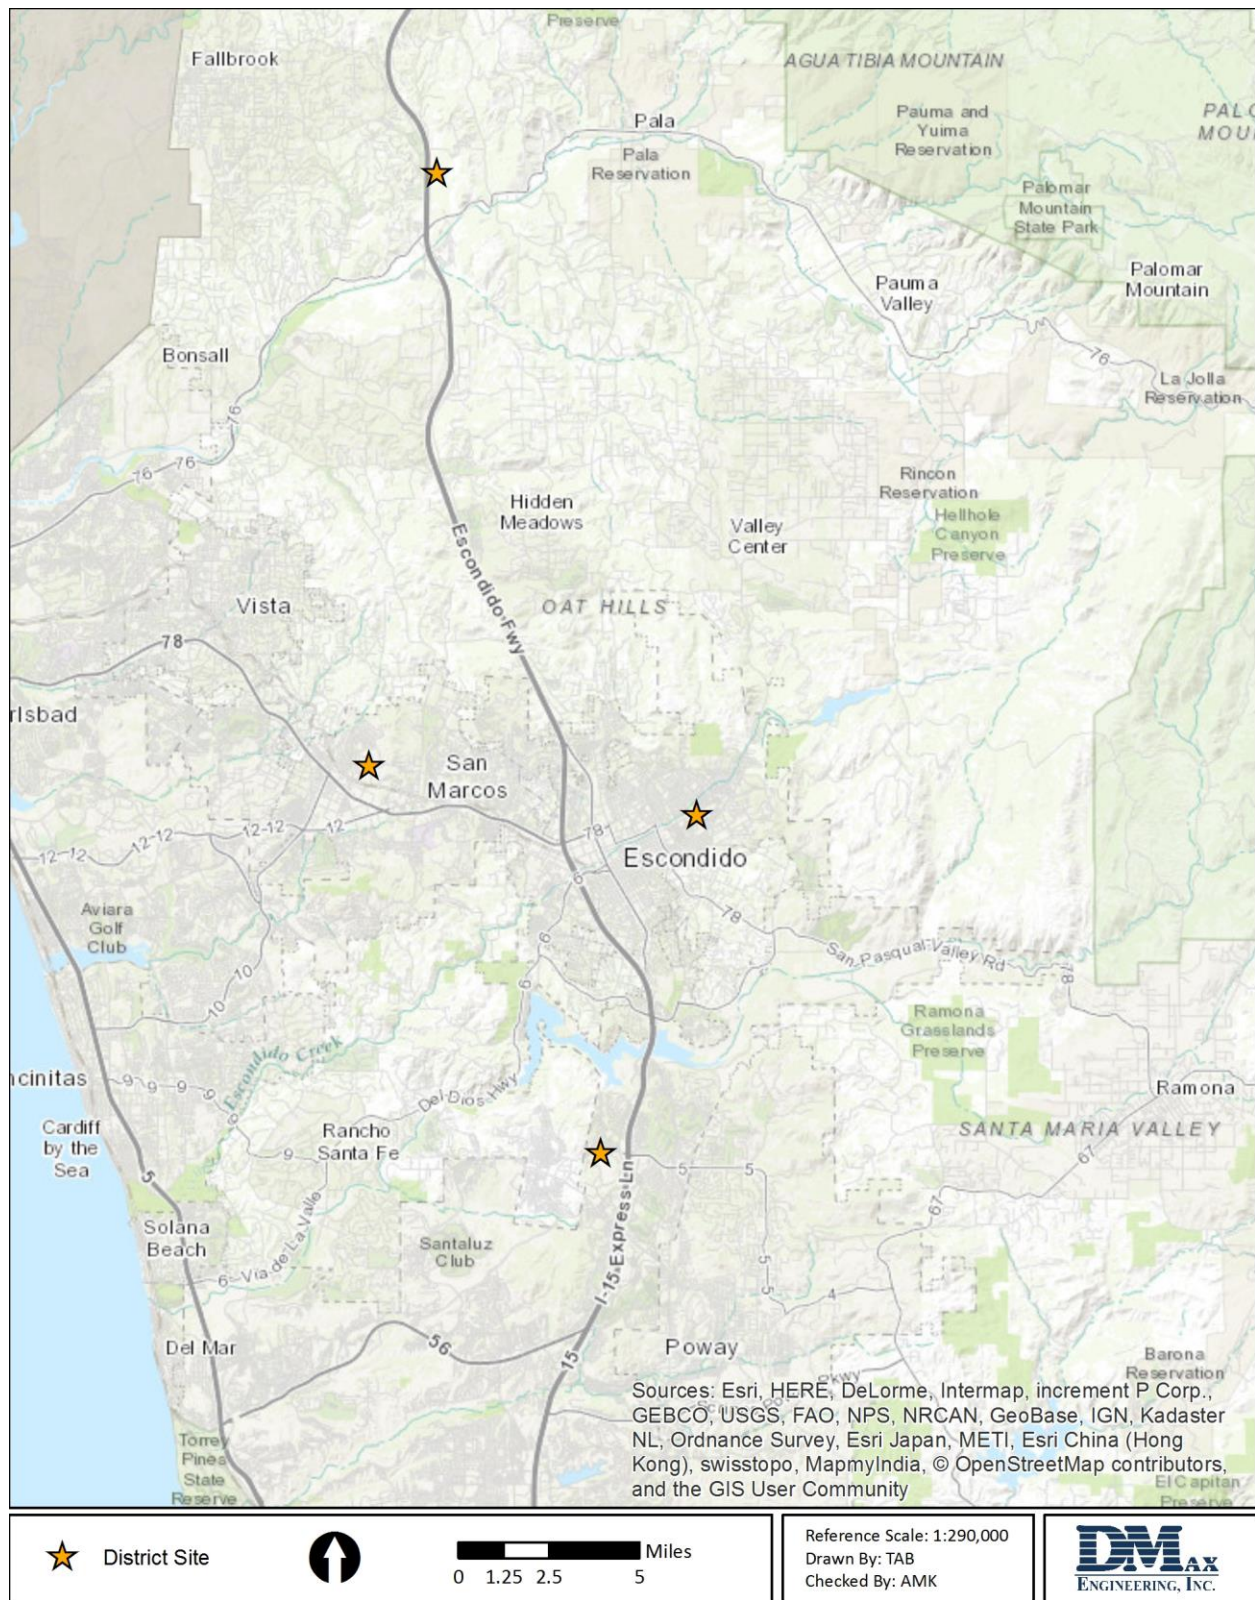 Preserve
Fallbrook
AGUA TIBIA MOUNTAIN
Pala
Pauma and
Yuima
Reservation
Pala
Reservation
Palomar
Mountain
State Park
Palomar
Mountain
Pauma
Valley
Bonsall
76
La Jolla
Reservation
76
76
76
Rincon
Reservation
Hidden
Meadows
Hellhole
Canyon
Preserve
Valley
Center
Escondido Fwy
Vista
OAT HILLS
78
rlsbad
San
Marcos
78
Escondido
12
12
12
12
12
6
78
Aviara
Golf
Club
6
San Pasqual Valley Rd
78
10
10
6
Ramona
Grasslands
Preserve
Escondido Creek
ncinitas
9
9
9
Del Dios Hwy
Ramona
Cardiff
by the
Sea
Rancho
Santa Fe
SANTA MARIA VALLEY
9
5
5
67
5
67
I-15 Express Ln
Solana
Beach
Via de La Valle
6
Santaluz
Club
5
5
4
56
Del Mar
15
Poway
Barona
Reservation
Pkwy
Sources: Esri, HERE, DeLorme, Intermap, increment P Corp.,
GEBCO, USGS, FAO, NPS, NRCAN, GeoBase, IGN, Kadaster
NL, Ordnance Survey, Esri Japan, METI, Esri China (Hong
Kong), swisstopo, MapmyIndia, © OpenStreetMap contributors,
and the GIS User Community
Torrey
Pines
State
Reserve
El Capitan
Preserve
District Site
Miles
0 1.25 2.5 5
Reference Scale: 1:290,000
Drawn By: TAB
Checked By: AMK
DMAX
ENGINEERING, INC.